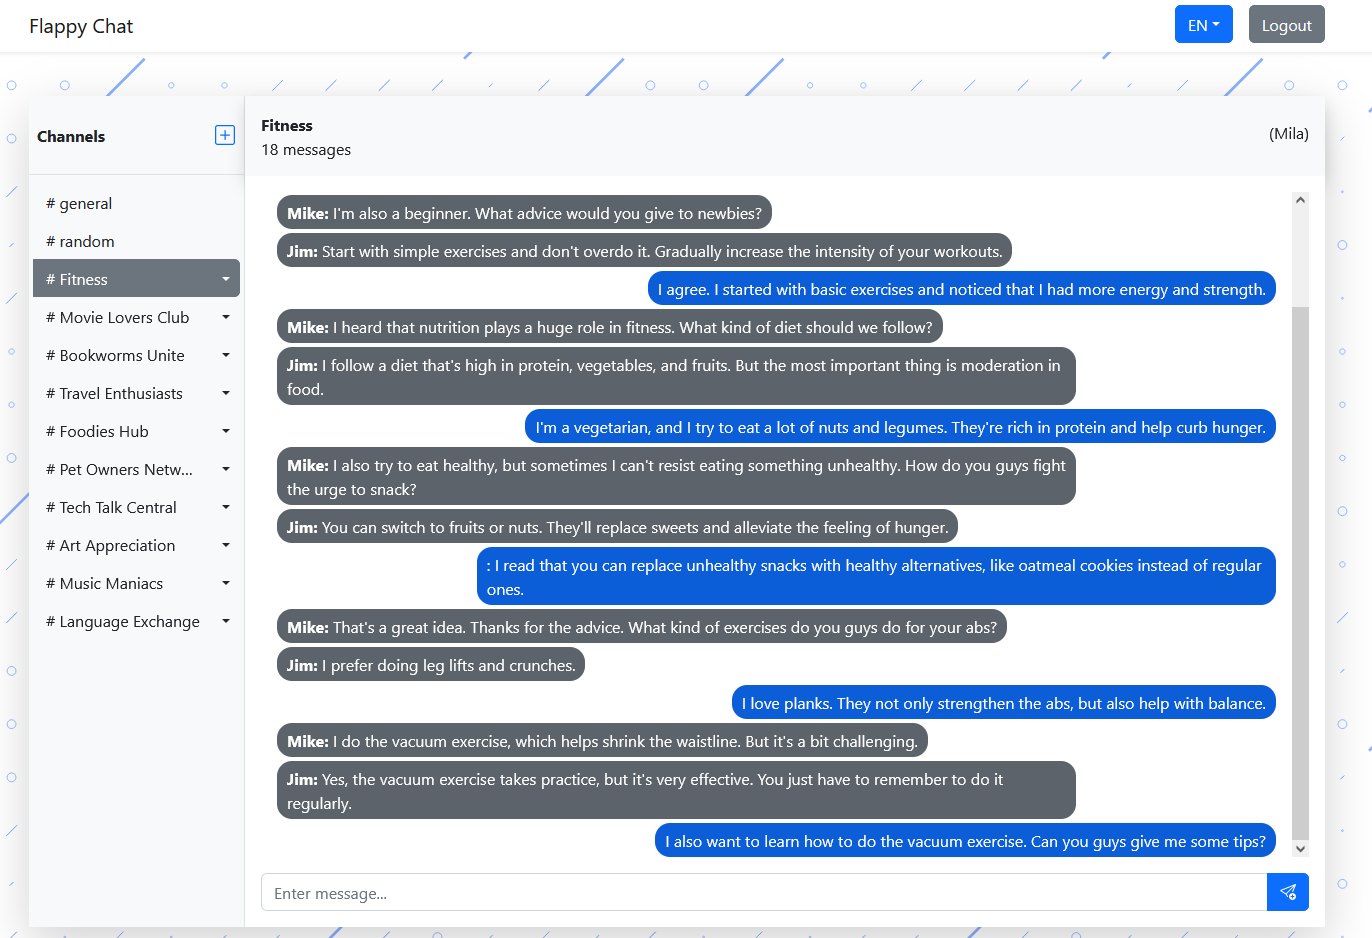 Flappy Chat
EN
Logout
Channels
# general
# random
# Fitness
# Movie Lovers Club
# Bookworms Unite
# Travel Enthusiasts
# Foodies Hub
# Pet Owners Netw...
# Tech Talk Central
# Art Appreciation
# Music Maniacs
# Language Exchange
Fitness
18 messages
(Mila)
Mike: I'm also a beginner. What advice would you give to newbies?
Jim: Start with simple exercises and don't overdo it. Gradually increase the intensity of your workouts.
I agree. I started with basic exercises and noticed that I had more energy and strength.
Mike: I heard that nutrition plays a huge role in fitness. What kind of diet should we follow?
Jim: I follow a diet that's high in protein, vegetables, and fruits. But the most important thing is moderation in
food.
I'm a vegetarian, and I try to eat a lot of nuts and legumes. They're rich in protein and help curb hunger.
Mike: I also try to eat healthy, but sometimes I can't resist eating something unhealthy. How do you guys fight
the urge to snack?
Jim: You can switch to fruits or nuts. They'll replace sweets and alleviate the feeling of hunger.
: I read that you can replace unhealthy snacks with healthy alternatives, like oatmeal cookies instead of regular
ones.
Mike: That's a great idea. Thanks for the advice. What kind of exercises do you guys do for your abs?
Jim: I prefer doing leg lifts and crunches.
I love planks. They not only strengthen the abs, but also help with balance.
Mike: I do the vacuum exercise, which helps shrink the waistline. But it's a bit challenging.
Jim: Yes, the vacuum exercise takes practice, but it's very effective. You just have to remember to do it
regularly.
I also want to learn how to do the vacuum exercise. Can you guys give me some tips?
Enter message...